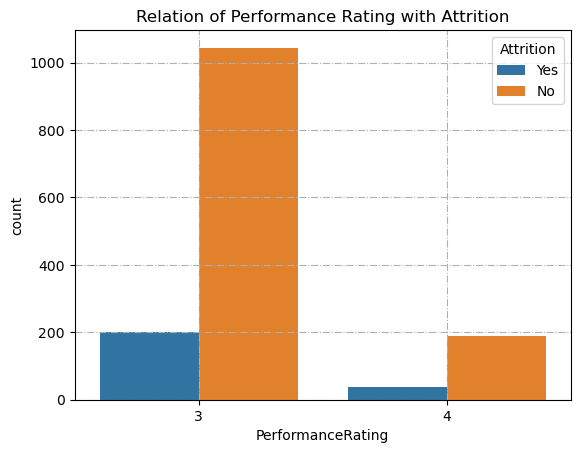 Relation of Performance Rating with Attrition
Attrition
Yes
No
1000
800
600
400
200
0
count
3
4
PerformanceRating